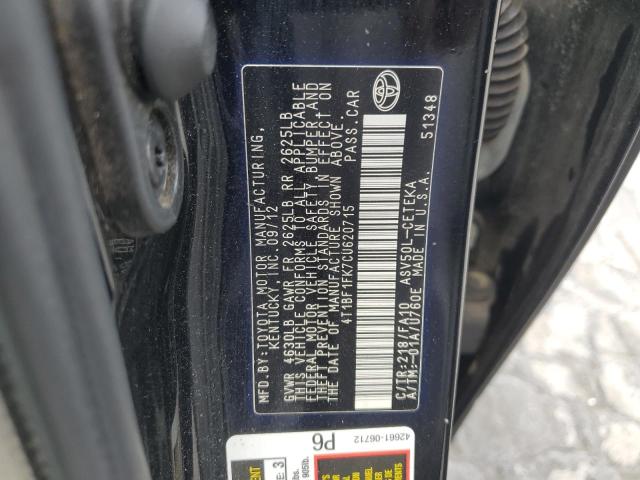 MFD.BY:TOYOTA MOTOR MANUFACTURING,
KENTUCKY, INC.09/12
GVWR 4630LB GAWR FR 2625LB RR 2625LB
THIS VEHICLE CONFORMS TO ALL APPLICABLE
FEDERAL MOTOR VEHICLE SAFETY BUMPER,AND
THEFT PREVENTION STANDARDS IN EFFECT ON
THE DATE OF MANUFACTURE SHOWN ABOVE.
4T1BF1FK7CU620715 PASS.CAR
C/TR:218/FA10 ASV50L-CETEKA
A/TM:-01A/U760E MADE IN U.S.A. 51348
P6 42661-06712